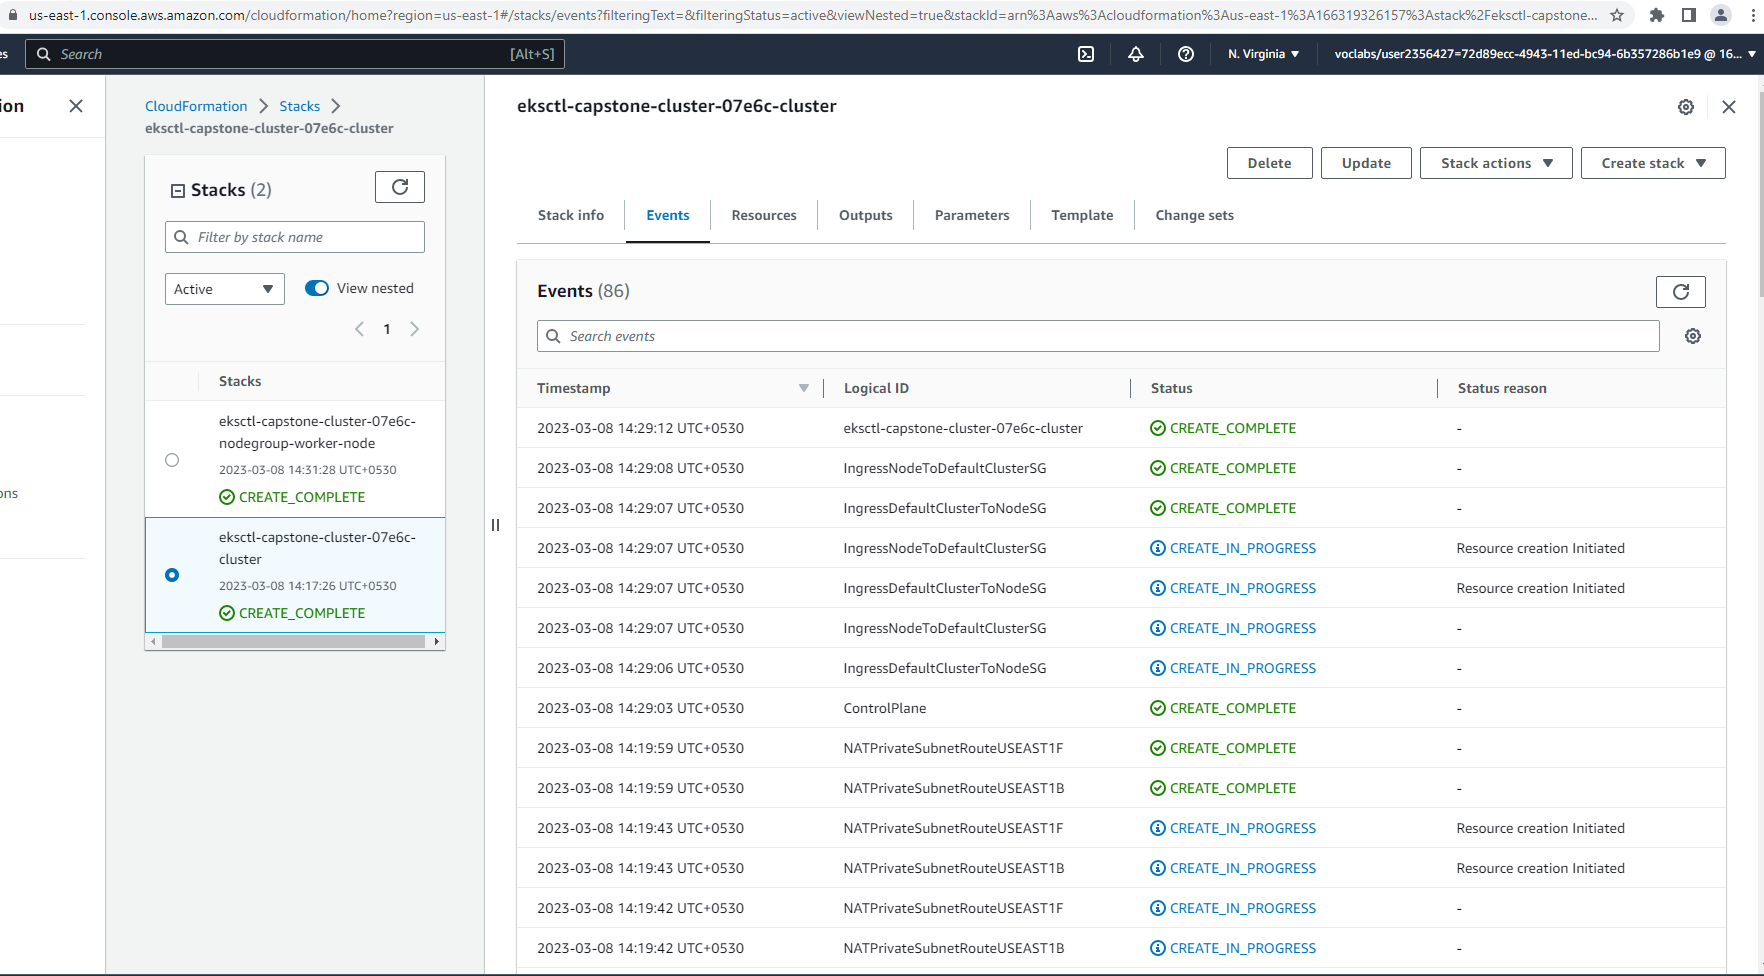 us-east-1.console.aws.amazon.com/cloudformation/home?region=us-east-1#/stacks/events?filteringText=&filteringStatus=active&viewNested=true&stackId=arn%3Aaws%3Acloudformation%3Aus-east-1%3A166319326157%3Astack%2Feksctl-capstone...
es Search [Alt+S] N. Virginia voclabs/user2356427=72d89ecc-4943-11ed-bc94-6b357286b1e9 @ 16...
ion
ons
CloudFormation Stacks
eksctl-capstone-cluster-07e6c-cluster
Stacks (2)
Filter by stack name
Active View nested
1
Stacks
eksctl-capstone-cluster-07e6c-
nodegroup-worker-node
2023-03-08 14:31:28 UTC+0530
CREATE_COMPLETE
eksctl-capstone-cluster-07e6c-
cluster
2023-03-08 14:17:26 UTC+0530
CREATE_COMPLETE
eksctl-capstone-cluster-07e6c-cluster
Delete Update Stack actions Create stack
Stack info Events Resources Outputs Parameters Template Change sets
Events (86)
Search events
Timestamp Logical ID Status Status reason
2023-03-08 14:29:12 UTC+0530 eksctl-capstone-cluster-07e6c-cluster CREATE_COMPLETE -
2023-03-08 14:29:08 UTC+0530 IngressNodeToDefaultClusterSG CREATE_COMPLETE -
2023-03-08 14:29:07 UTC+0530 IngressDefaultClusterToNodeSG CREATE_COMPLETE -
2023-03-08 14:29:07 UTC+0530 IngressNodeToDefaultClusterSG CREATE_IN_PROGRESS Resource creation Initiated
2023-03-08 14:29:07 UTC+0530 IngressDefaultClusterToNodeSG CREATE_IN_PROGRESS Resource creation Initiated
2023-03-08 14:29:07 UTC+0530 IngressNodeToDefaultClusterSG CREATE_IN_PROGRESS -
2023-03-08 14:29:06 UTC+0530 IngressDefaultClusterToNodeSG CREATE_IN_PROGRESS -
2023-03-08 14:29:03 UTC+0530 ControlPlane CREATE_COMPLETE -
2023-03-08 14:19:59 UTC+0530 NATPrivateSubnetRouteUSEAST1F CREATE_COMPLETE -
2023-03-08 14:19:59 UTC+0530 NATPrivateSubnetRouteUSEAST1B CREATE_COMPLETE -
2023-03-08 14:19:43 UTC+0530 NATPrivateSubnetRouteUSEAST1F CREATE_IN_PROGRESS Resource creation Initiated
2023-03-08 14:19:43 UTC+0530 NATPrivateSubnetRouteUSEAST1B CREATE_IN_PROGRESS Resource creation Initiated
2023-03-08 14:19:42 UTC+0530 NATPrivateSubnetRouteUSEAST1F CREATE_IN_PROGRESS -
2023-03-08 14:19:42 UTC+0530 NATPrivateSubnetRouteUSEAST1B CREATE_IN_PROGRESS -